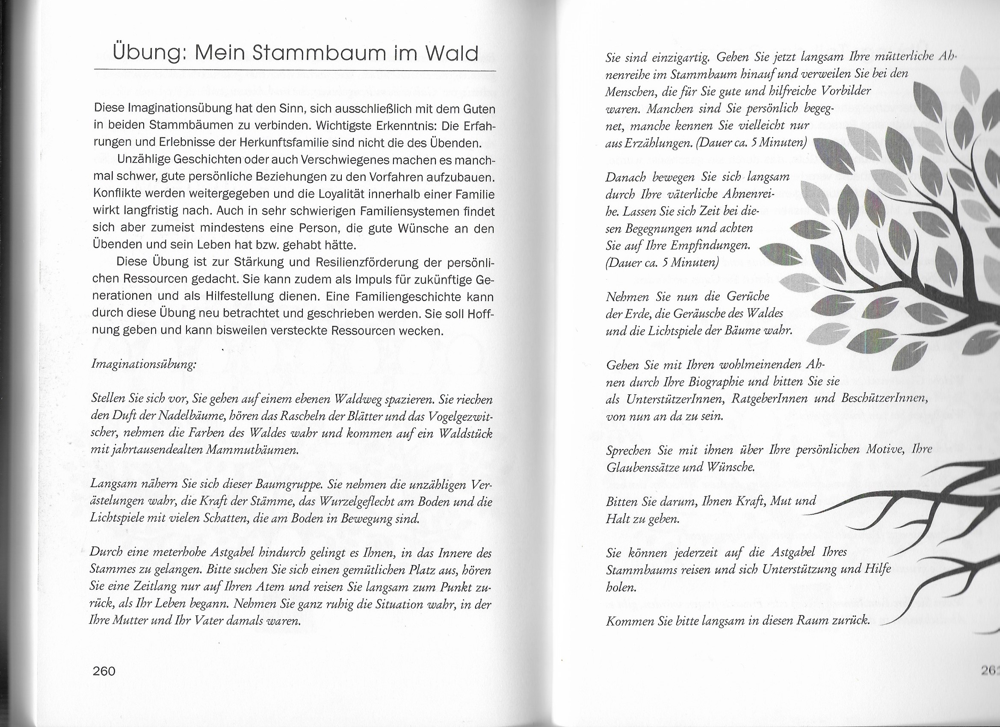 Übung: Mein Stammbaum im Wald
Diese Imaginationsübung hat den Sinn, sich ausschließlich mit dem Guten
in beiden Stammbäumen zu verbinden. Wichtigste Erkenntnis: Die Erfah-
rungen und Erlebnisse der Herkunftsfamilie sind nicht die des Übenden.
Unzählige Geschichten oder auch Verschwiegenes machen es manch-
mal schwer, gute persönliche Beziehungen zu den Vorfahren aufzubauen.
Konflikte werden weitergegeben und die Loyalität innerhalb einer Familie
wirkt langfristig nach. Auch in sehr schwierigen Familiensystemen findet
sich aber zumeist mindestens eine Person, die gute Wünsche an den
Übenden und sein Leben hat bzw. gehabt hätte.
Diese Übung ist zur Stärkung und Resilienzförderung der persönli-
chen Ressourcen gedacht. Sie kann zudem als Impuls für zukünftige Ge-
nerationen und als Hilfestellung dienen. Eine Familiengeschichte kann
durch diese Übung neu betrachtet und geschrieben werden. Sie soll Hoff-
nung geben und kann bisweilen versteckte Ressourcen wecken.
Imaginationsübung:
Stellen Sie sich vor, Sie gehen auf einem ebenen Waldweg spazieren. Sie riechen
den Duft der Nadelbäume, hören das Rascheln der Blätter und das Vogelgezwit-
scher, nehmen die Farben des Waldes wahr und kommen auf ein Waldstück
mit jahrtausendealten Mammutbäumen.
Langsam nähern Sie sich dieser Baumgruppe. Sie nehmen die unzähligen Ver-
ästelungen wahr, die Kraft der Stämme, das Wurzelgeflecht am Boden und die
Lichtspiele mit vielen Schatten, die am Boden in Bewegung sind.
Durch eine meterhohe Astgabel hindurch gelingt es Ihnen, in das Innere des
Stammes zu gelangen. Bitte suchen Sie sich einen gemütlichen Platz aus, hören
Sie eine Zeitlang nur auf Ihren Atem und reisen Sie langsam zum Punkt zu-
rück, als Ihr Leben begann. Nehmen Sie ganz ruhig die Situation wahr, in der
Ihre Mutter und Ihr Vater damals waren.
260
Sie sind einzigartig. Gehen Sie jetzt langsam Ihre mütterliche Ah-
nenreihe im Stammbaum hinauf und verweilen Sie bei den
Menschen, die für Sie gute und hilfreiche Vorbilder
waren. Manchen sind Sie persönlich begeg-
net, manche kennen Sie vielleicht nur
aus Erzählungen. (Dauer ca. 5 Minuten)
Danach bewegen Sie sich langsam
durch Ihre väterliche Ahnenrei-
he. Lassen Sie sich Zeit bei die-
sen Begegnungen und achten
Sie auf Ihre Empfindungen.
(Dauer ca. 5 Minuten)
Nehmen Sie nun die Gerüche
der Erde, die Geräusche des Waldes
und die Lichtspiele der Bäume wahr.
Gehen Sie mit Ihren wohlmeinenden Ah-
nen durch Ihre Biographie und bitten Sie sie
als UnterstützerInnen, RatgeberInnen und BeschützerInnen,
von nun an da zu sein.
Sprechen Sie mit ihnen über Ihre persönlichen Motive, Ihre
Glaubenssätze und Wünsche.
Bitten Sie darum, Ihnen Kraft, Mut und
Halt zu geben.
Sie können jederzeit auf die Astgabel Ihres
Stammbaums reisen und sich Unterstützung und Hilfe
holen.
Kommen Sie bitte langsam in diesen Raum zurück.